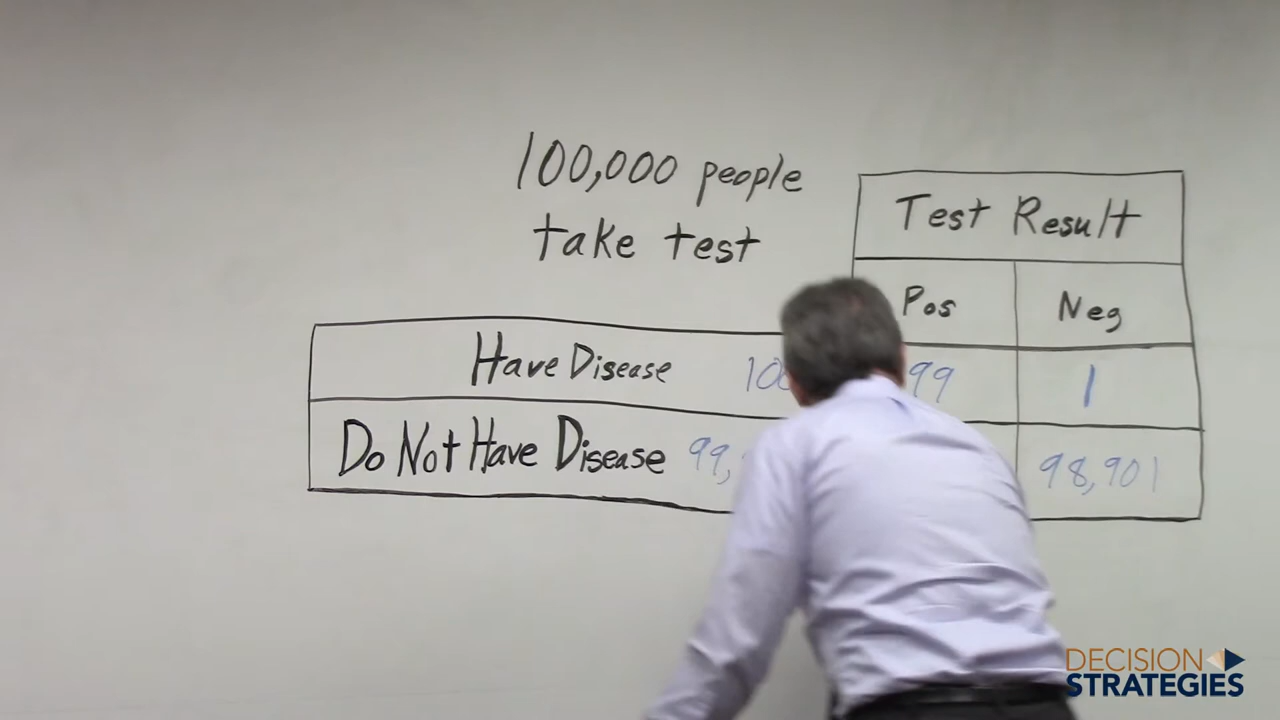 100,000 people
take test
Test Result
Pos Neg
Have Disease 99 1
Do Not Have Disease 98,901
DECISION
STRATEGIES